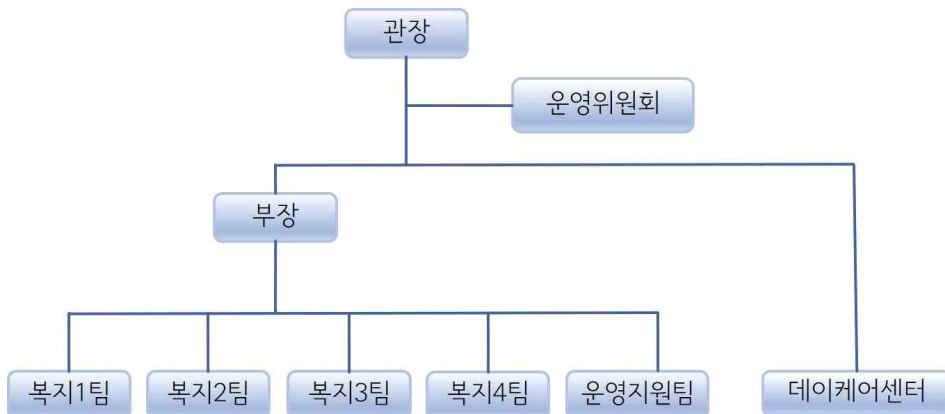 관장
운영위원회
부장
복지1팀
복지2팀
복지3팀
복지4팀
운영지원팀
데이케어센터